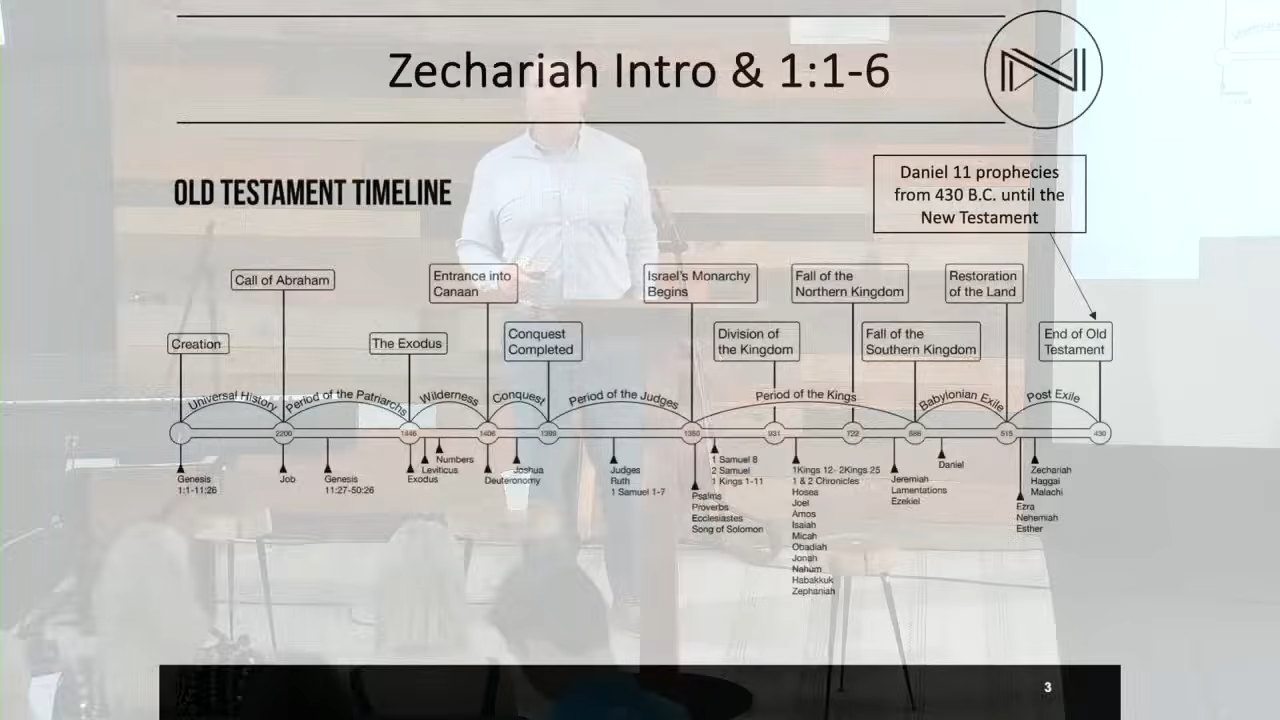 Zechariah Intro & 1:1-6
OLD TESTAMENT TIMELINE
Daniel 11 prophecies
from 430 B.C. until the
New Testament
Call of Abraham
Entrance into
Canaan
Israel's Monarchy
Begins
Fall of the
Northern Kingdom
Restoration
of the Land
Creation
The Exodus
Conquest
Completed
Division of
the Kingdom
Fall of the
Southern Kingdom
End of Old
Testament
Universal History
Period of the Patriarchs
Wilderness
Conquest
Period of the Judges
Period of the Kings
Babylonian Exile
Post Exile
2200
1446
1406
1399
931
722
586
515
430
Genesis
1:1-11:26
Job
Genesis
11:27-50:26
Exodus
Leviticus
Numbers
Deuteronomy
Joshua
Judges
Ruth
1 Samuel 1-7
1 Samuel 8
2 Samuel
1 Kings 1-11
Psalms
Proverbs
Ecclesiastes
Song of Solomon
1Kings 12- 2Kings 25
1 & 2 Chronicles
Hosea
Joel
Amos
Isaiah
Micah
Obadiah
Jonah
Nahum
Habakkuk
Zephaniah
Jeremiah
Lamentations
Ezekiel
Daniel
Ezra
Nehemiah
Esther
Zechariah
Haggai
Malachi
3